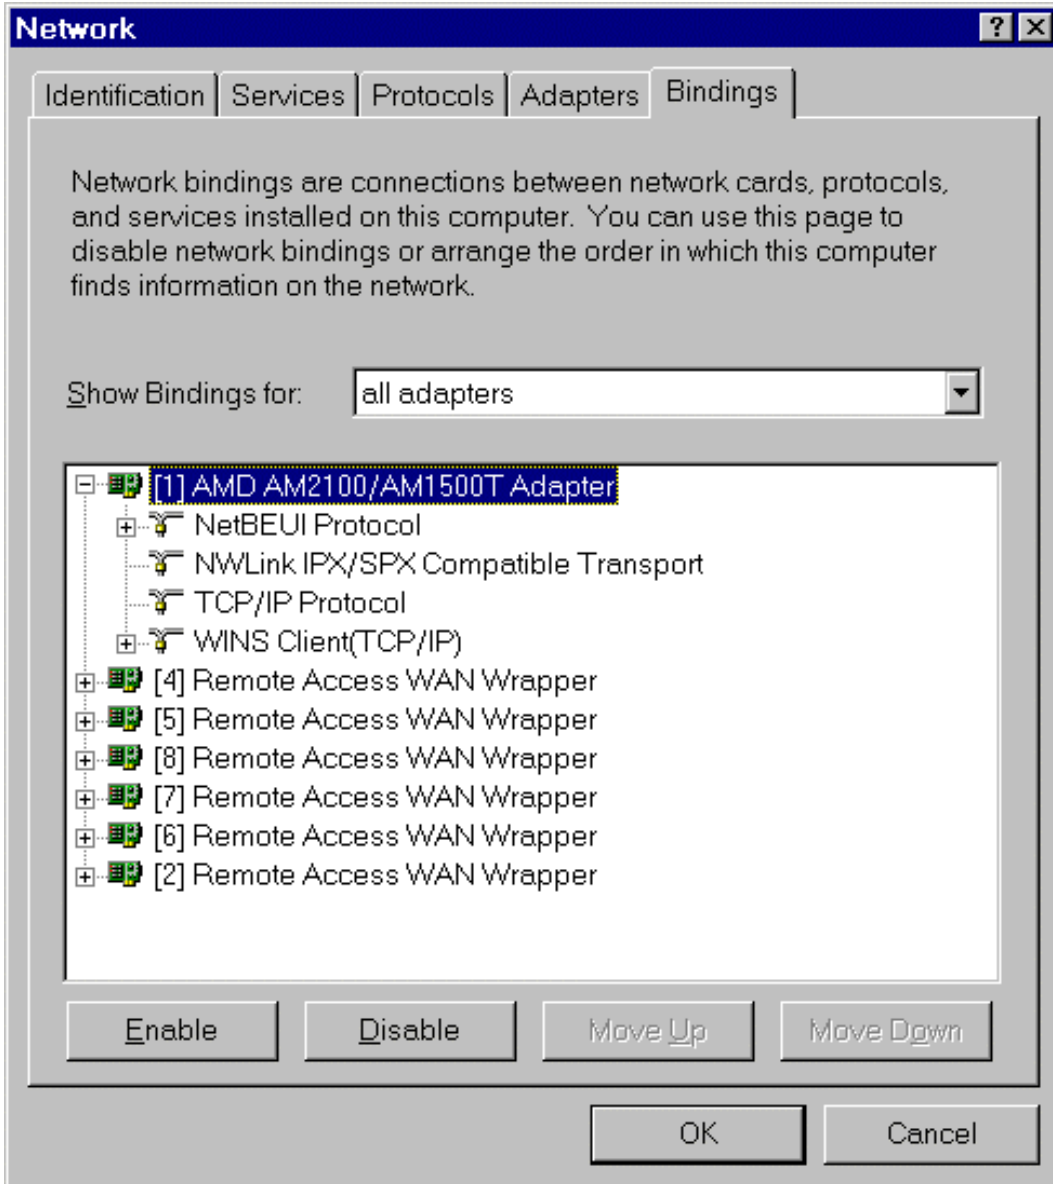 Network
Identification Services Protocols Adapters Bindings
Network bindings are connections between network cards, protocols,
and services installed on this computer.  You can use this page to
disable network bindings or arrange the order in which this computer
finds information on the network.
Show Bindings for: all adapters
[1] AMD AM2100/AM1500T Adapter
NetBEUI Protocol
NWLink IPX/SPX Compatible Transport
TCP/IP Protocol
WINS Client(TCP/IP)
[4] Remote Access WAN Wrapper
[5] Remote Access WAN Wrapper
[8] Remote Access WAN Wrapper
[7] Remote Access WAN Wrapper
[6] Remote Access WAN Wrapper
[2] Remote Access WAN Wrapper
Enable Disable Move Up Move Down
OK Cancel